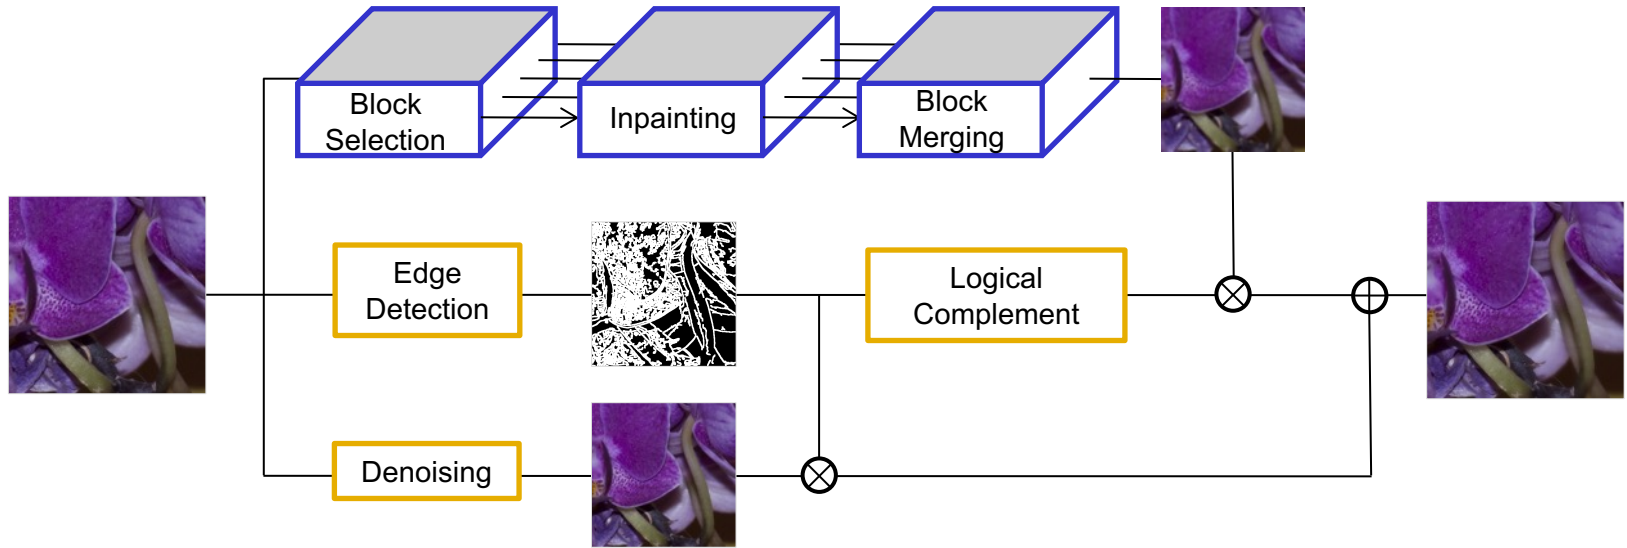 Block
Selection
Inpainting
Block
Merging
Edge
Detection
Logical
Complement
Denoising